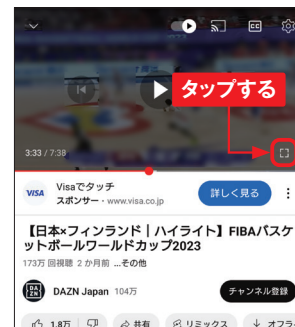 CC
タップする
3:33 / 7:38
VISA
Visaでタッチ
スポンサー・www.visa.co.jp
詳しく見る
【日本×フィンランド｜ハイライト】FIBAバスケ
ットボールワールドカップ2023
173万 回視聴 2 か月前 ...その他
DAZN
DAZN Japan 104万
チャンネル登録
1.8万
共有
リミックス
オフラ